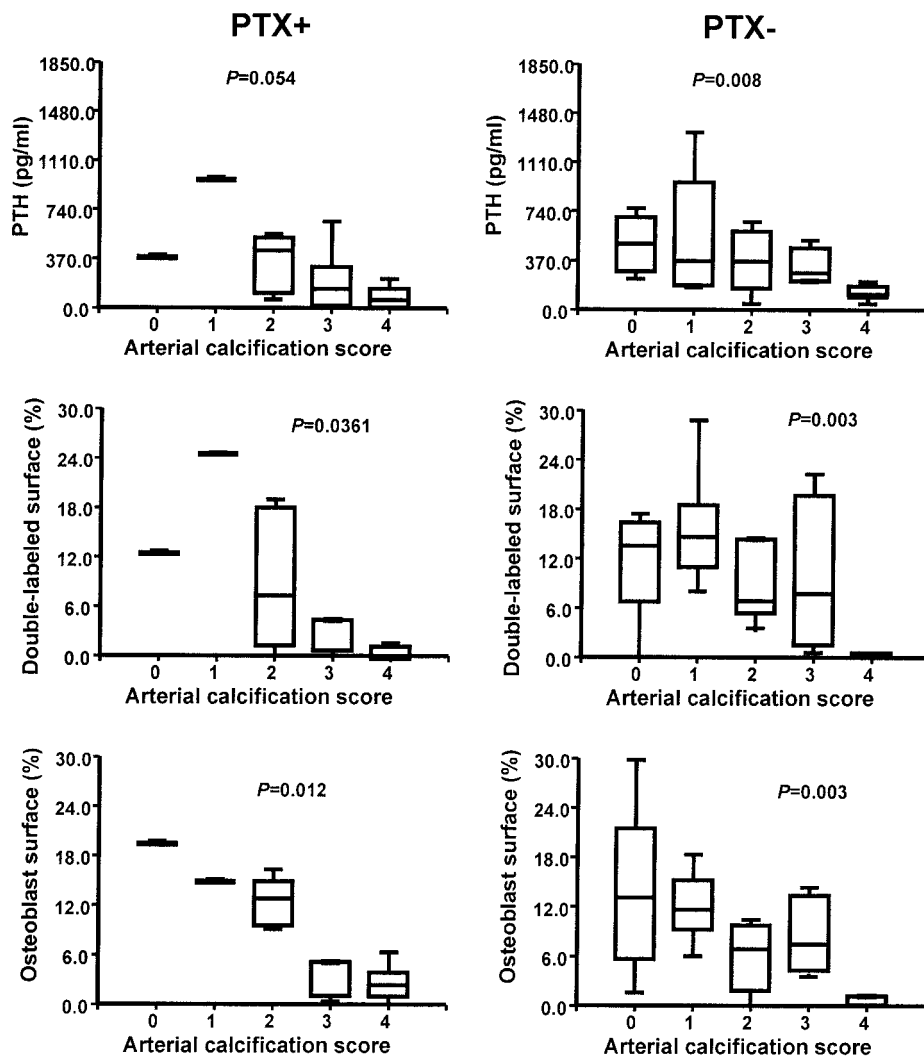 PTX+
PTX-
PTH (pg/ml)
1850.0
1480.0
1110.0
740.0
370.0
0.0
P=0.054
0 1 2 3 4
Arterial calcification score
PTH (pg/ml)
1850.0
1480.0
1110.0
740.0
370.0
0.0
P=0.008
0 1 2 3 4
Arterial calcification score
Double-labeled surface (%)
30.0
24.0
18.0
12.0
6.0
0.0
P=0.0361
0 1 2 3 4
Arterial calcification score
Double-labeled surface (%)
30.0
24.0
18.0
12.0
6.0
0.0
P=0.003
0 1 2 3 4
Arterial calcification score
Osteoblast surface (%)
30.0
24.0
18.0
12.0
6.0
0.0
P=0.012
0 1 2 3 4
Arterial calcification score
Osteoblast surface (%)
30.0
24.0
18.0
12.0
6.0
0.0
P=0.003
0 1 2 3 4
Arterial calcification score